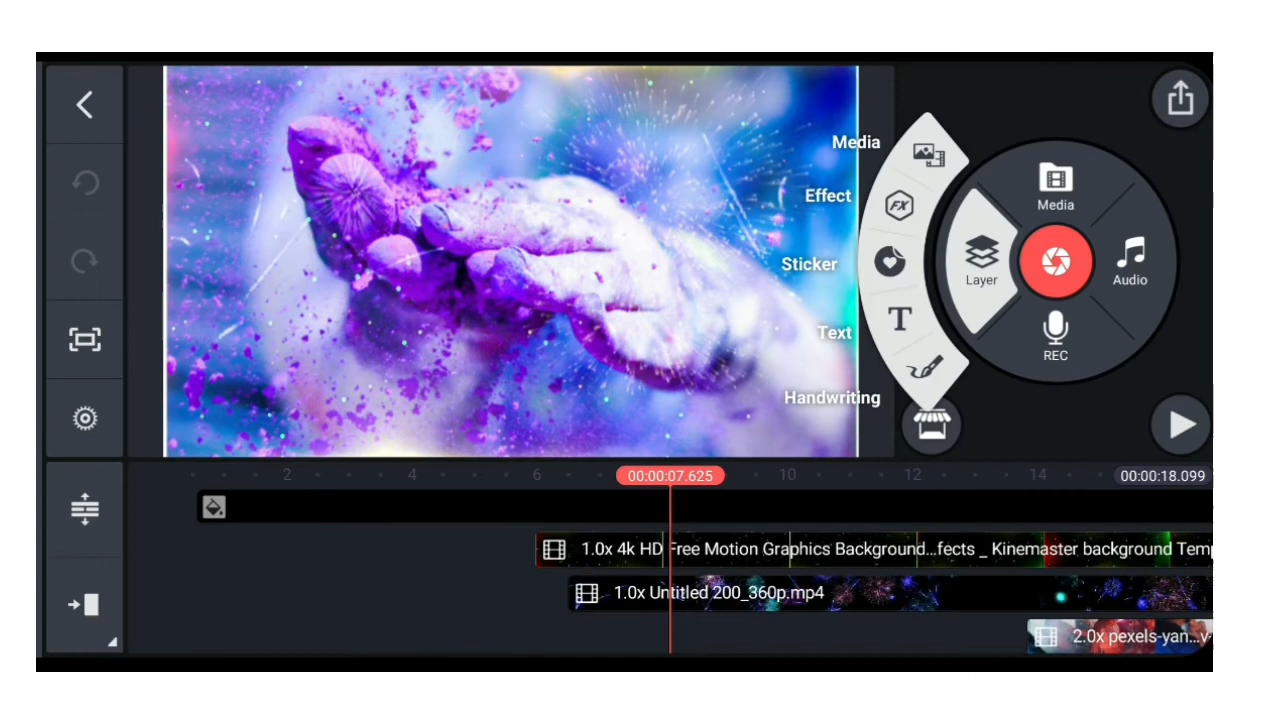 Media
Effect
Sticker
Text
Handwriting
Media
Layer
Audio
REC
2
4
6
00:00:07.625
10
12
14
00:00:18.099
1.0x 4k HD Free Motion Graphics Background...fects _ Kinemaster background Temp
1.0x Untitled 200_360p.mp4
2.0x pexels-yan...v-